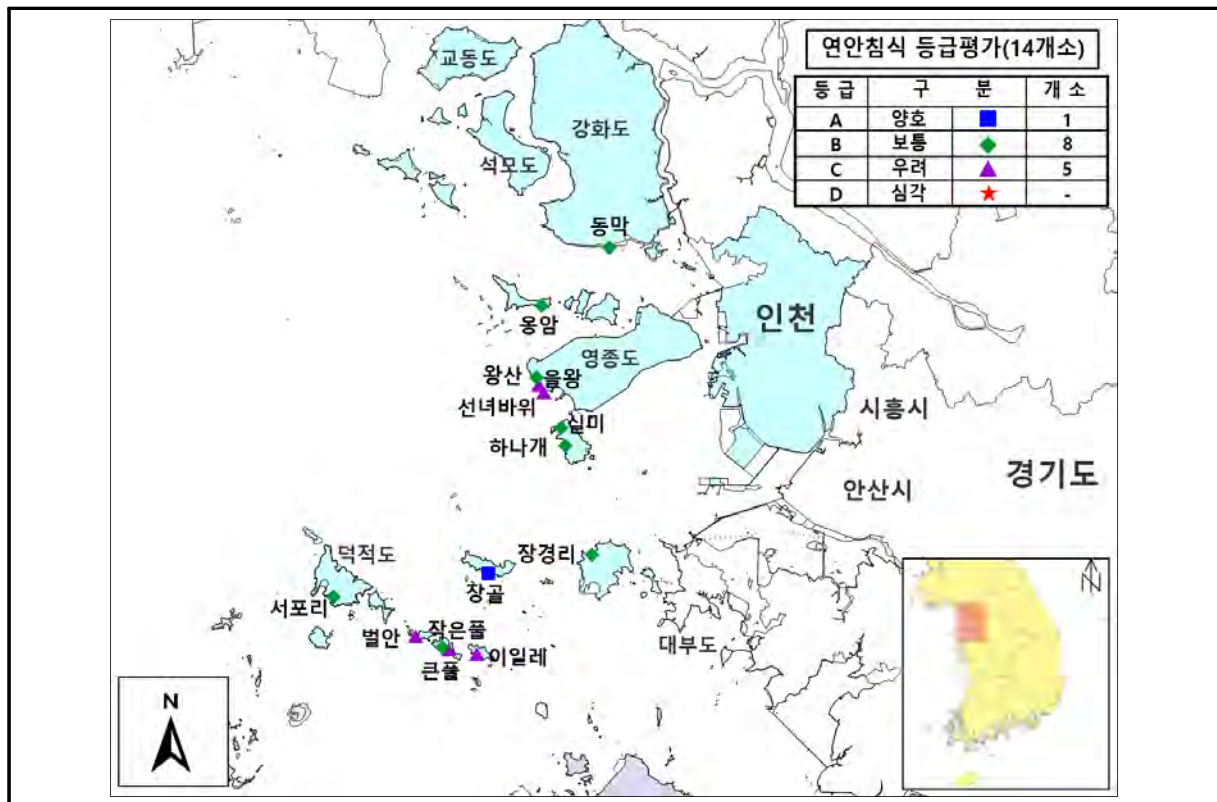 연안침식 등급평가(14개소)
등 급 구 분 개 소
A 양호 1
B 보통 8
C 우려 5
D 심각 -
교동도
강화도
석모도
동막
옹암
인천
영종도
왕산
을왕
선녀바위
실미
하나개
시흥시
경기도
안산시
장경리
덕적도
장골
서포리
벌안
작은풀
큰풀
이일레
대부도
N
N